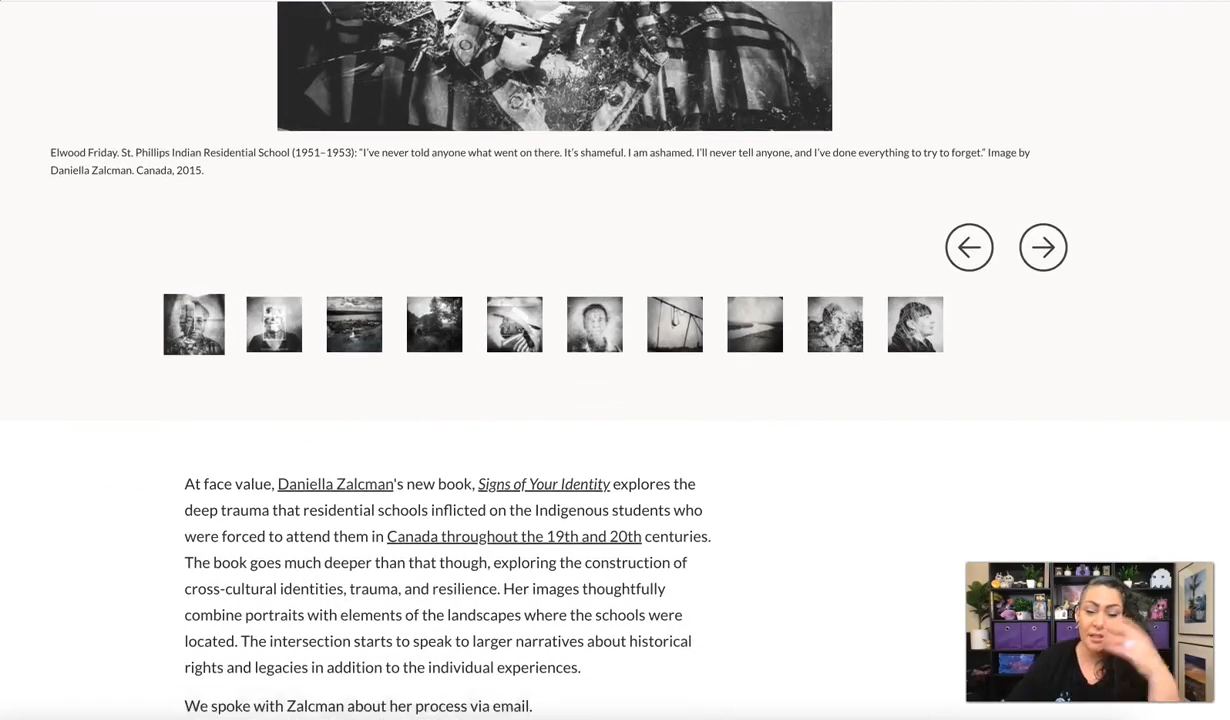 Elwood Friday. St. Phillips Indian Residential School (1951–1953): “I’ve never told anyone what went on there. It’s shameful. I am ashamed. I’ll never tell anyone, and I’ve done everything to try to forget.” Image by
Daniella Zalcman. Canada, 2015.
At face value, Daniella Zalcman's new book, Signs of Your Identity explores the
deep trauma that residential schools inflicted on the Indigenous students who
were forced to attend them in Canada throughout the 19th and 20th centuries.
The book goes much deeper than that though, exploring the construction of
cross-cultural identities, trauma, and resilience. Her images thoughtfully
combine portraits with elements of the landscapes where the schools were
located. The intersection starts to speak to larger narratives about historical
rights and legacies in addition to the individual experiences.
We spoke with Zalcman about her process via email.